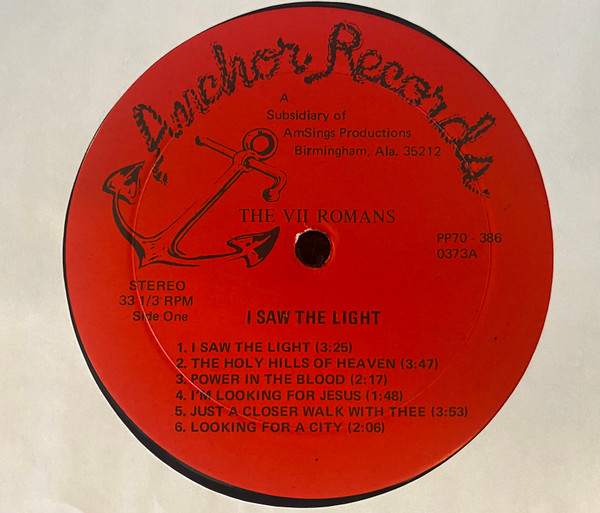 Anchor Records
A
Subsidiary of
AmSings Productions
Birmingham, Ala. 35212
THE VII ROMANS
PP70 - 386
0373A
STEREO
33 1/3 RPM
Side One
I SAW THE LIGHT
1. I SAW THE LIGHT (3:25)
2. THE HOLY HILLS OF HEAVEN (3:47)
3. POWER IN THE BLOOD (2:17)
4. I'M LOOKING FOR JESUS (1:48)
5. JUST A CLOSER WALK WITH THEE (3:53)
6. LOOKING FOR A CITY (2:06)